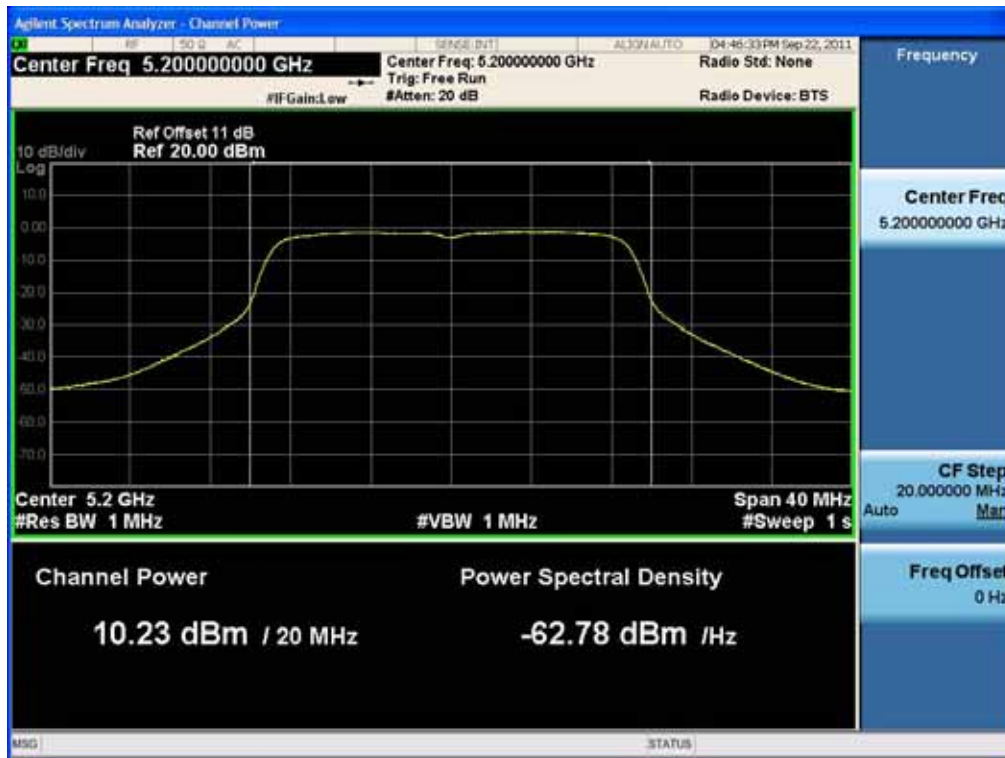 Agilent Spectrum Analyzer - Channel Power
RF 50 Ω AC SENSE:INT ALIGNAUTO 04:46:33 PM Sep 22, 2011
Center Freq 5.200000000 GHz
Center Freq: 5.200000000 GHz
Radio Std: None
Trig: Free Run
#IFGain:Low
#Atten: 20 dB
Radio Device: BTS
Ref Offset 11 dB
10 dB/div Ref 20.00 dBm
Log
10.0
0.00
-10.0
-20.0
-30.0
-40.0
-50.0
-60.0
-70.0
Center 5.2 GHz Span 40 MHz
#Res BW 1 MHz #VBW 1 MHz #Sweep 1 s
Channel Power
10.23 dBm / 20 MHz
Power Spectral Density
-62.78 dBm /Hz
MSG STATUS
Frequency
Center Freq
5.200000000 GHz
CF Step
20.000000 MHz
Auto Man
Freq Offset
0 Hz